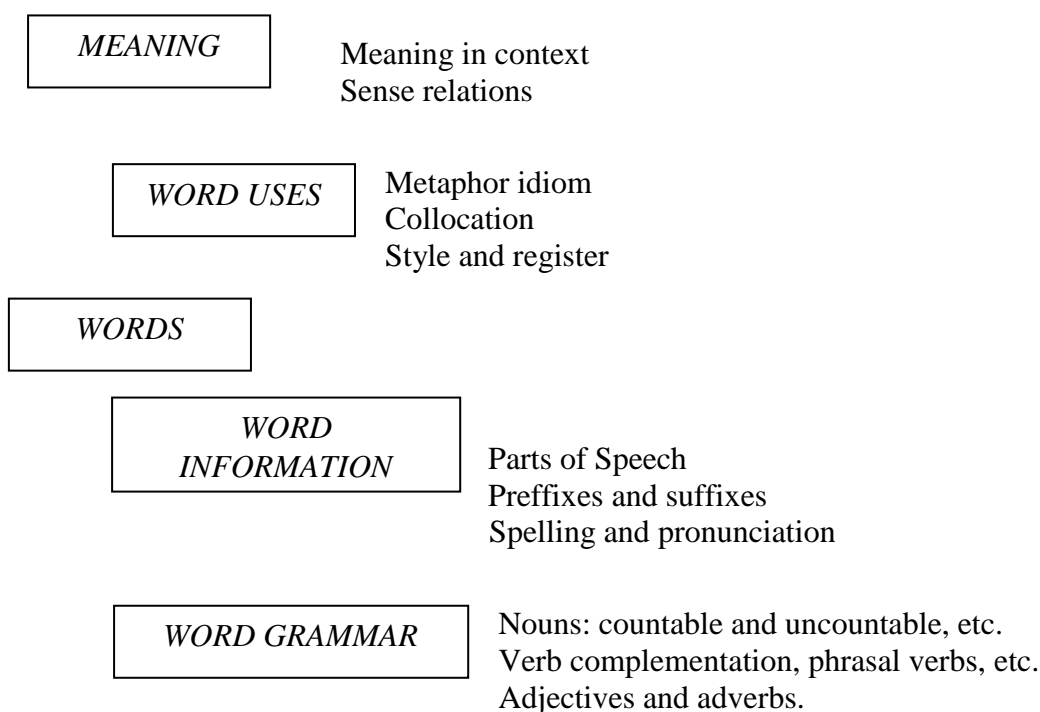 MEANING
Meaning in context
Sense relations
WORD USES
Metaphor idiom
Collocation
Style and register
WORDS
WORD
INFORMATION
Parts of Speech
Preffixes and suffixes
Spelling and pronunciation
WORD GRAMMAR
Nouns: countable and uncountable, etc.
Verb complementation, phrasal verbs, etc.
Adjectives and adverbs.